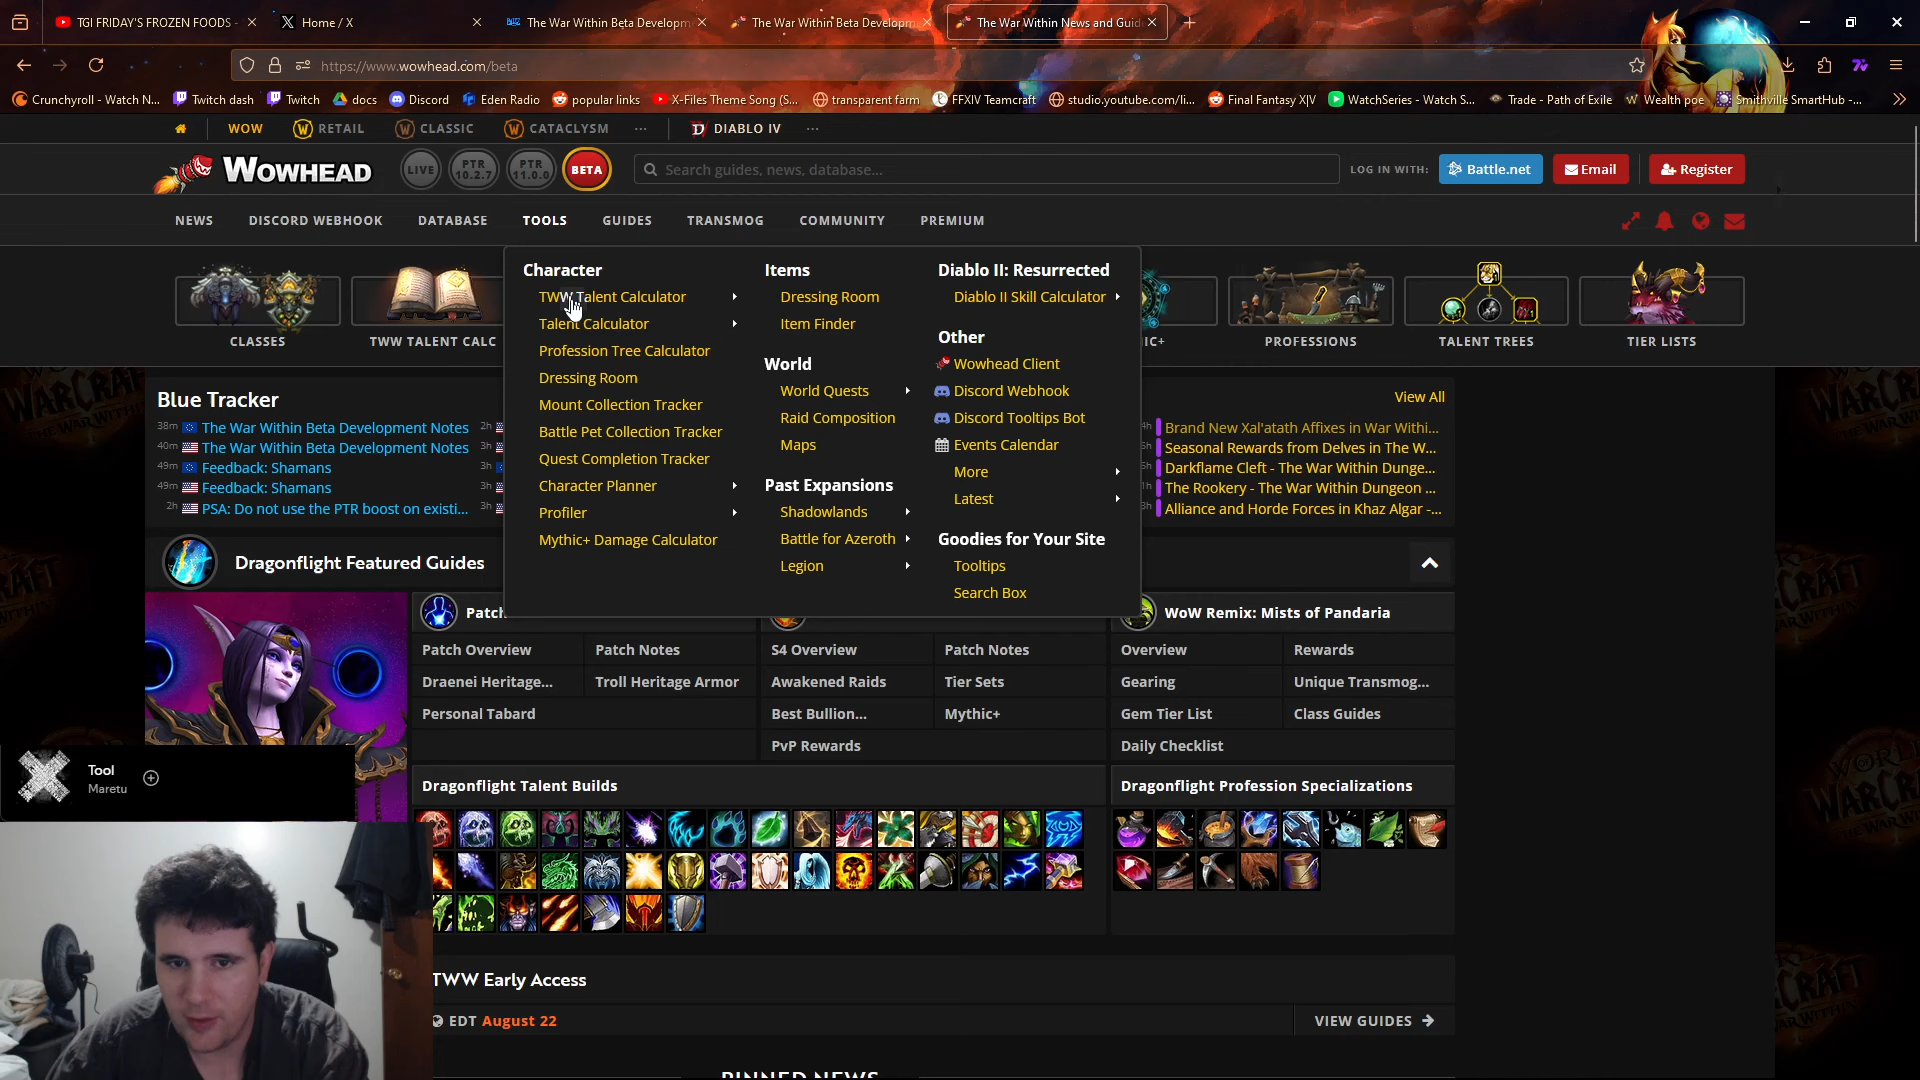 TGI FRIDAY'S FROZEN FOODS -
Home / X
The War Within Beta Developm
The War Within Beta Developm
The War Within News and Guid
https://www.wowhead.com/beta
Crunchyroll - Watch N...
Twitch dash
Twitch
docs
Discord
Eden Radio
popular links
X-Files Theme Song (S...
transparent farm
FFXIV Teamcraft
studio.youtube.com/li...
Final Fantasy X|V
WatchSeries - Watch S...
Trade - Path of Exile
Wealth poe
Smithville SmartHub -...
WOW
RETAIL
CLASSIC
CATACLYSM
...
DIABLO IV
...
WOWHEAD
LIVE
PTR
10.2.7
PTR
11.0.0
BETA
Search guides, news, database...
LOG IN WITH:
Battle.net
Email
Register
NEWS
DISCORD WEBHOOK
DATABASE
TOOLS
GUIDES
TRANSMOG
COMMUNITY
PREMIUM
CLASSES
TWW TALENT CALC
IC+
PROFESSIONS
TALENT TREES
TIER LISTS
Character
TWW Talent Calculator
Talent Calculator
Profession Tree Calculator
Dressing Room
Mount Collection Tracker
Battle Pet Collection Tracker
Quest Completion Tracker
Character Planner
Profiler
Mythic+ Damage Calculator
Items
Dressing Room
Item Finder
World
World Quests
Raid Composition
Maps
Past Expansions
Shadowlands
Battle for Azeroth
Legion
Diablo II: Resurrected
Diablo II Skill Calculator
Other
Wowhead Client
Discord Webhook
Discord Tooltips Bot
Events Calendar
More
Latest
Goodies for Your Site
Tooltips
Search Box
Blue Tracker
38m The War Within Beta Development Notes 2h
40m The War Within Beta Development Notes 3h
49m Feedback: Shamans 3h
49m Feedback: Shamans 3h
2h PSA: Do not use the PTR boost on existi... 3h
View All
Brand New Xal'atath Affixes in War Withi...
Seasonal Rewards from Delves in The W...
Darkflame Cleft - The War Within Dunge...
The Rookery - The War Within Dungeon ...
Alliance and Horde Forces in Khaz Algar -...
Dragonflight Featured Guides
Patch
Patch Overview
Patch Notes
Draenei Heritage...
Troll Heritage Armor
Personal Tabard
S4 Overview
Patch Notes
Awakened Raids
Tier Sets
Best Bullion...
Mythic+
PvP Rewards
WoW Remix: Mists of Pandaria
Overview
Rewards
Gearing
Unique Transmog...
Gem Tier List
Class Guides
Daily Checklist
Tool
Maretu
Dragonflight Talent Builds
Dragonflight Profession Specializations
TWW Early Access
EDT August 22
VIEW GUIDES
PINNED NEWS